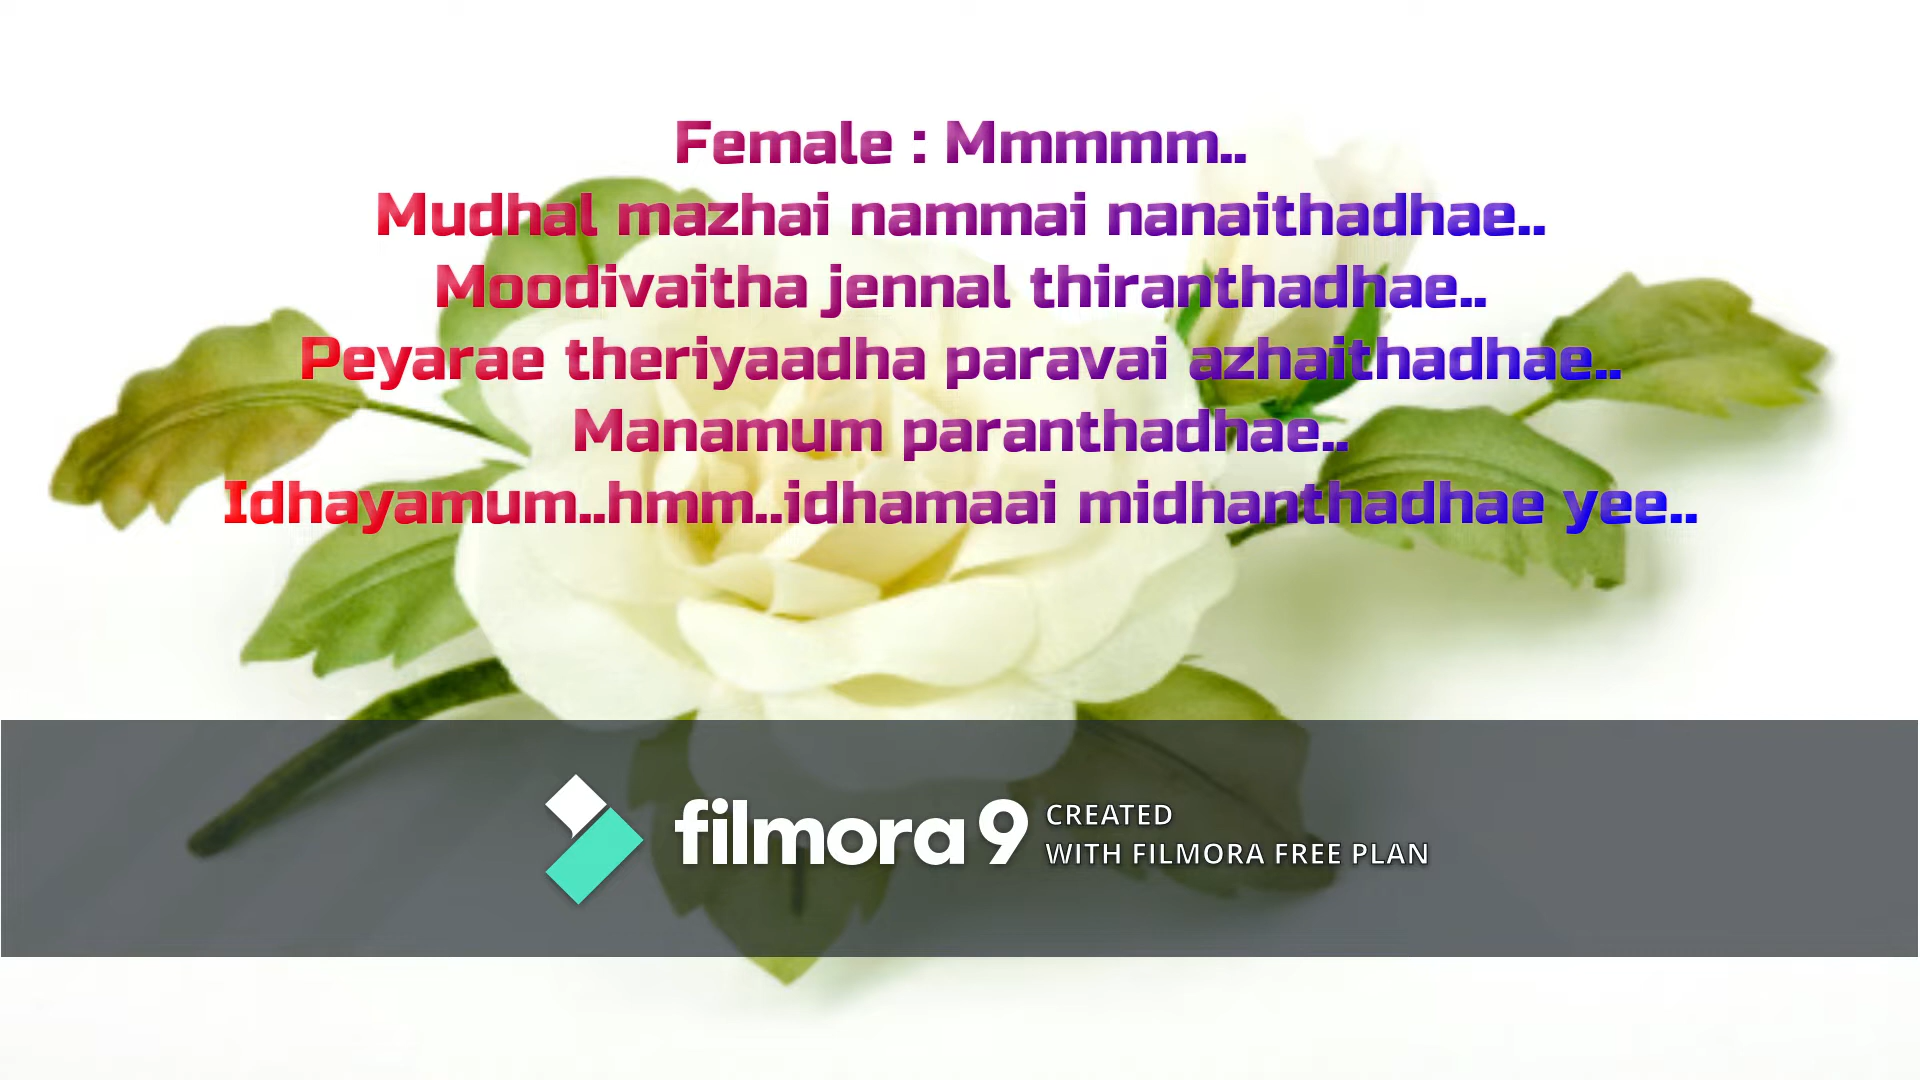 Female : Mmmmm..
Mudhal mazhai nammai nanaithadhae..
Moodivaitha jennal thiranthadhae..
Peyarae theriyaadha paravai azhaithadhae..
Manamum paranthadhae..
Idhayamum..hmm..idhamaai midhanthadhae yee..
filmora 9
CREATED
WITH FILMORA FREE PLAN